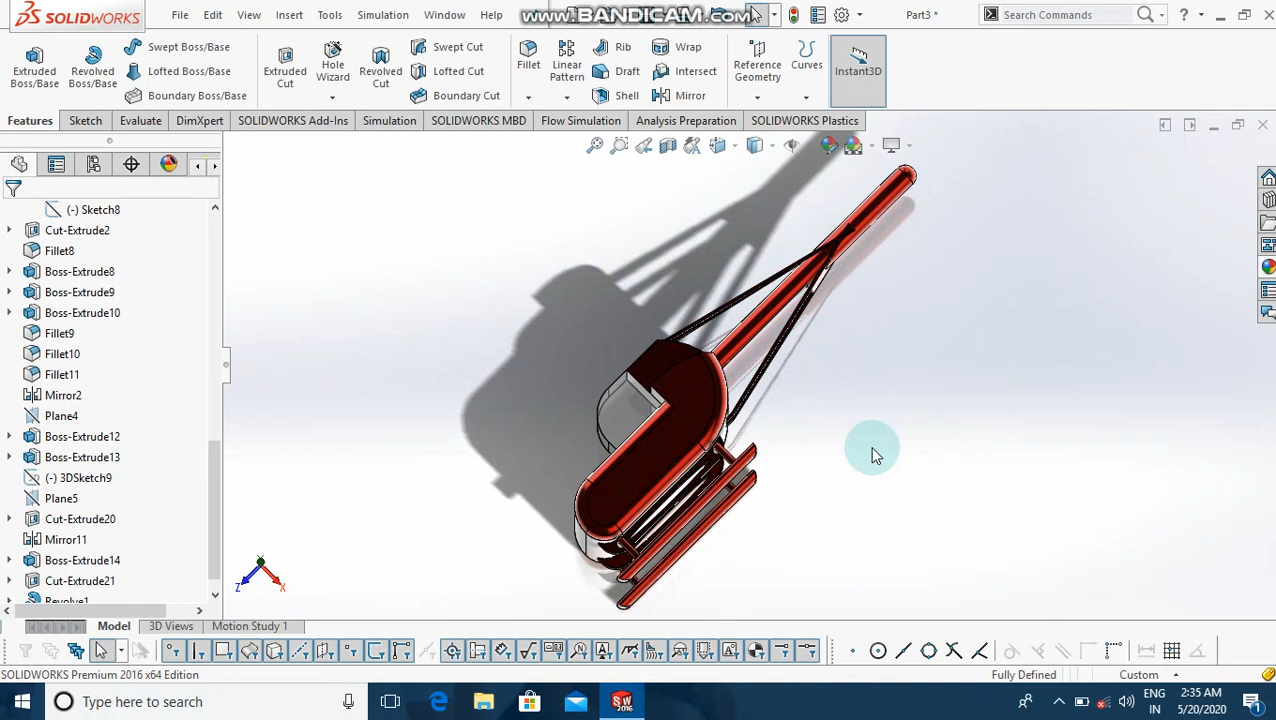 SOLIDWORKS File Edit View Insert Tools Simulation Window Help www.BANDICAM.com Part3 * Search Commands ?
Extruded Boss/Base
Revolved Boss/Base
Swept Boss/Base
Lofted Boss/Base
Boundary Boss/Base
Extruded Cut
Hole Wizard
Revolved Cut
Swept Cut
Lofted Cut
Boundary Cut
Fillet
Linear Pattern
Rib
Draft
Shell
Wrap
Intersect
Mirror
Reference Geometry
Curves
Instant3D
Features Sketch Evaluate DimXpert SOLIDWORKS Add-Ins Simulation SOLIDWORKS MBD Flow Simulation Analysis Preparation SOLIDWORKS Plastics
(-) Sketch8
Cut-Extrude2
Fillet8
Boss-Extrude8
Boss-Extrude9
Boss-Extrude10
Fillet9
Fillet10
Fillet11
Mirror2
Plane4
Boss-Extrude12
Boss-Extrude13
(-) 3DSketch9
Plane5
Cut-Extrude20
Mirror11
Boss-Extrude14
Cut-Extrude21
Revolve1
Z X
Model 3D Views Motion Study 1
SOLIDWORKS Premium 2016 x64 Edition Fully Defined Custom
Type here to search SW 2016 ENG IN 2:35 AM 5/20/2020 1